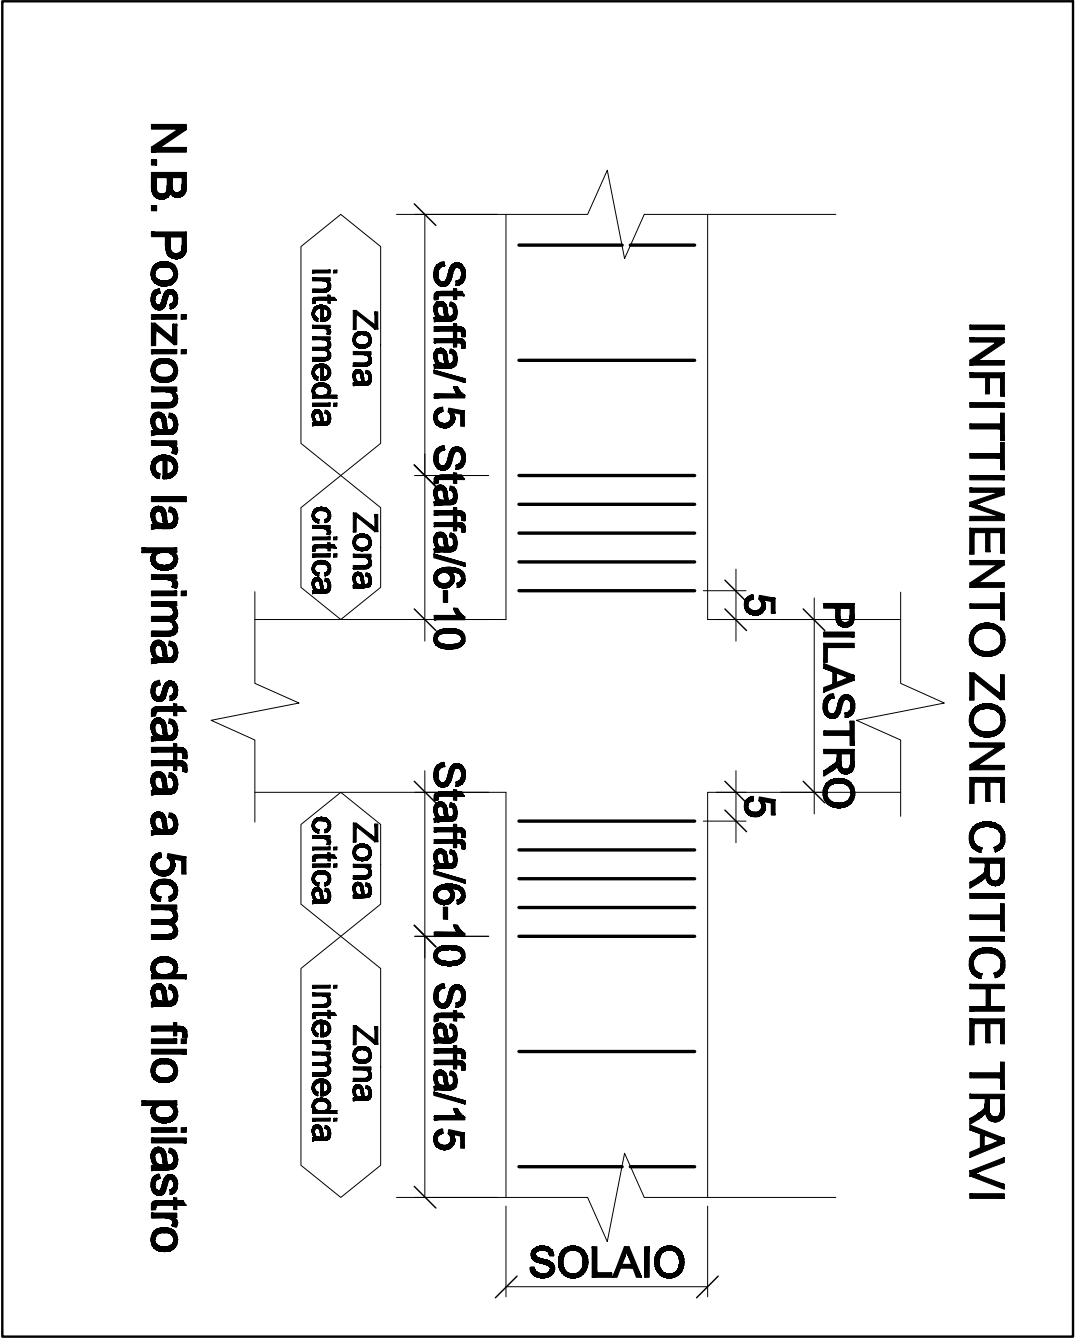 INFITTIMENTO ZONE CRITICHE TRAVI
PILASTRO
5
5
SOLAIO
Staffa/15
Staffa/6-10
Staffa/6-10
Staffa/15
Zona
intermedia
Zona
critica
Zona
critica
Zona
intermedia
N.B. Posizionare la prima staffa a 5cm da filo pilastro